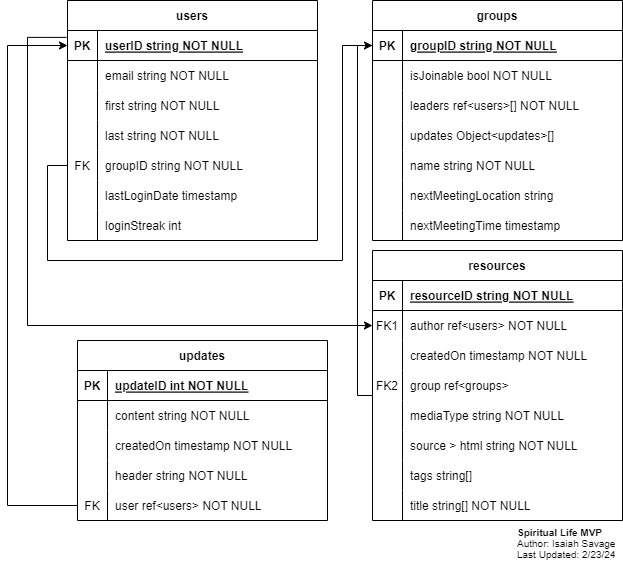 users
PK userID string NOT NULL
email string NOT NULL
first string NOT NULL
last string NOT NULL
FK groupID string NOT NULL
lastLoginDate timestamp
loginStreak int
groups
PK groupID string NOT NULL
isJoinable bool NOT NULL
leaders ref<users>[] NOT NULL
updates Object<updates>[]
name string NOT NULL
nextMeetingLocation string
nextMeetingTime timestamp
updates
PK updateID int NOT NULL
content string NOT NULL
createdOn timestamp NOT NULL
header string NOT NULL
FK user ref<users> NOT NULL
resources
PK resourceID string NOT NULL
FK1 author ref<users> NOT NULL
createdOn timestamp NOT NULL
FK2 group ref<groups>
mediaType string NOT NULL
source > html string NOT NULL
tags string[]
title string[] NOT NULL
Spiritual Life MVP
Author: Isaiah Savage
Last Updated: 2/23/24